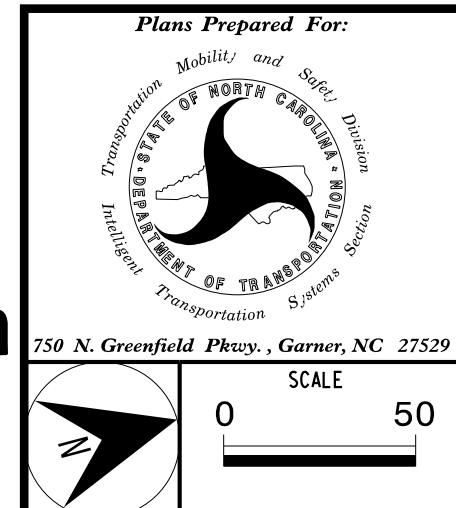 Plans Prepared For:
Transportation Mobility and Safety Division
STATE OF NORTH CAROLINA
DEPARTMENT OF TRANSPORTATION
Intelligent Transportation Systems Section
750 N. Greenfield Pkwy., Garner, NC 27529
N
SCALE
0 50